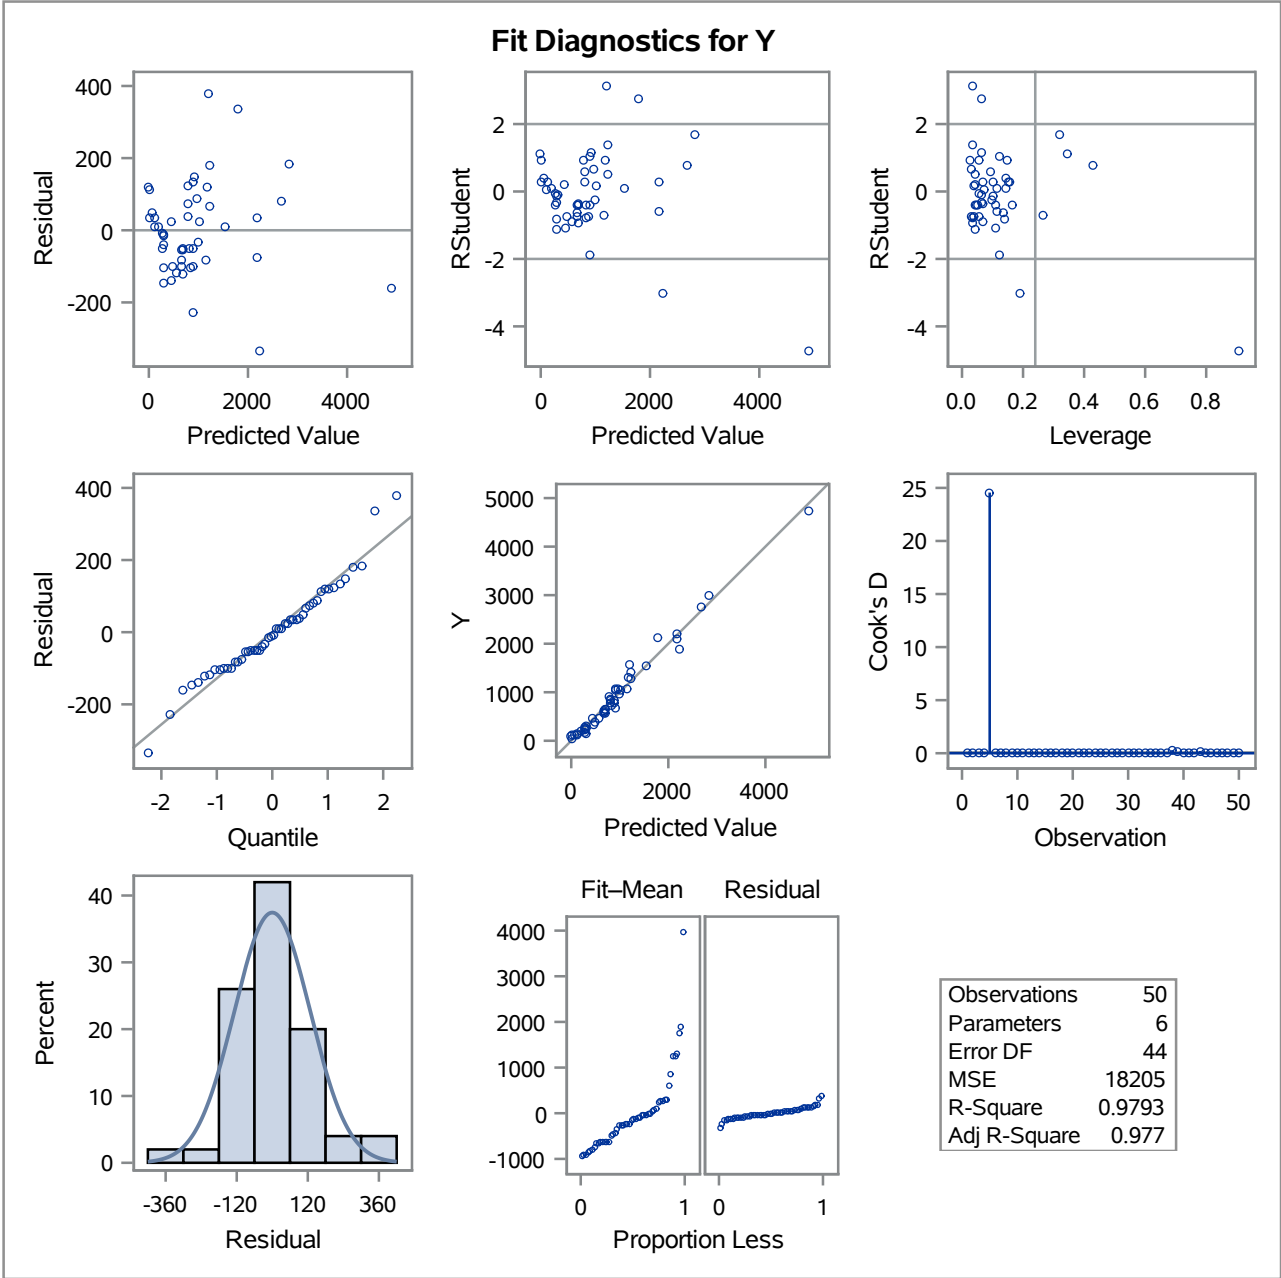 Fit Diagnostics for Y
400
200
0
-200
Residual
0 2000 4000
Predicted Value
2
0
-2
-4
RStudent
0 2000 4000
Predicted Value
2
0
-2
-4
RStudent
0.0 0.2 0.4 0.6 0.8
Leverage
400
200
0
-200
Residual
-2 -1 0 1 2
Quantile
5000
4000
3000
2000
1000
0
Y
0 2000 4000
Predicted Value
25
20
15
10
5
0
Cook's D
0 10 20 30 40 50
Observation
40
30
20
10
0
Percent
-360 -120 120 360
Residual
Fit–Mean Residual
4000
3000
2000
1000
0
-1000
0 1 0 1
Proportion Less
Observations 50
Parameters 6
Error DF 44
MSE 18205
R-Square 0.9793
Adj R-Square 0.977